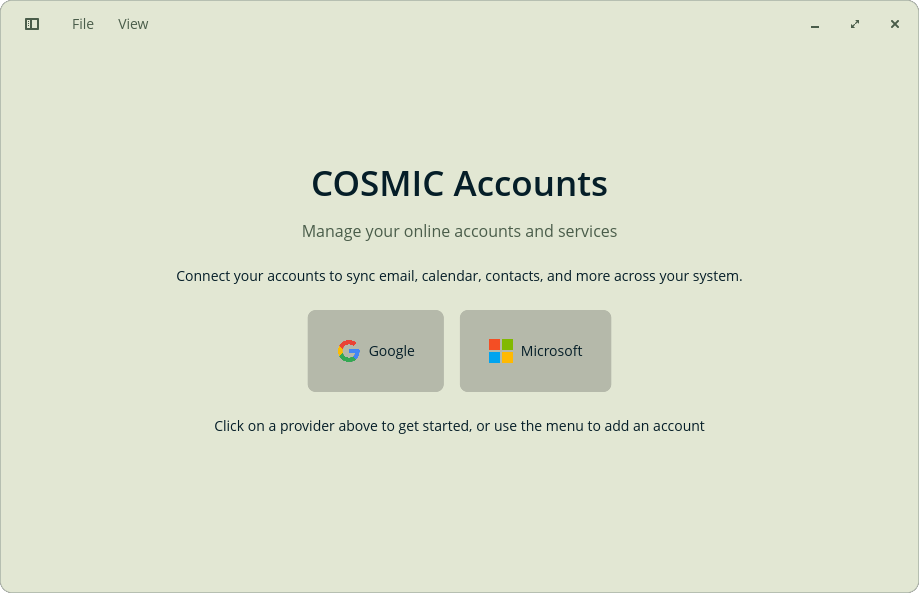 File View
COSMIC Accounts
Manage your online accounts and services
Connect your accounts to sync email, calendar, contacts, and more across your system.
Google Microsoft
Click on a provider above to get started, or use the menu to add an account